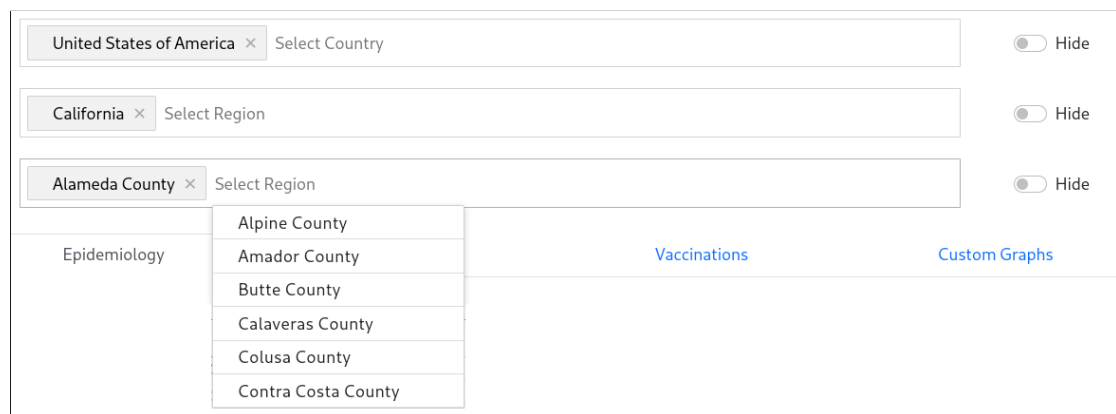 United States of America × Select Country Hide
California × Select Region Hide
Alameda County × Select Region Hide
Alpine County
Epidemiology Vaccinations Custom Graphs
Amador County
Butte County
Calaveras County
Colusa County
Contra Costa County